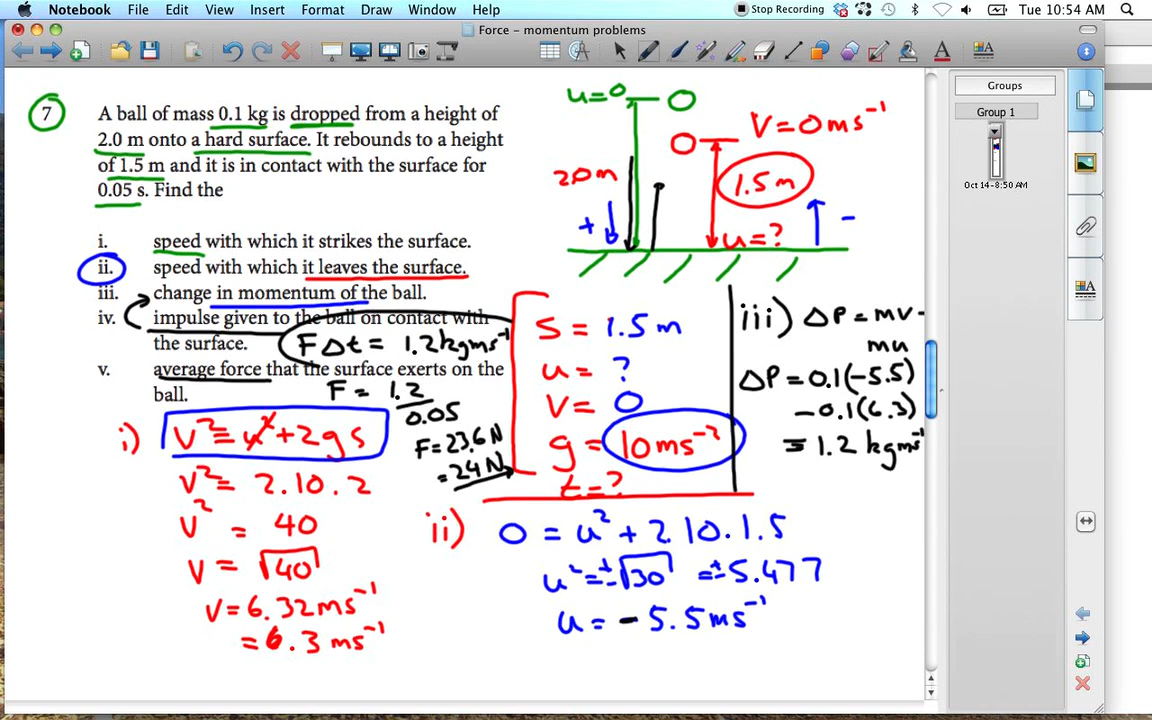 Notebook File Edit View Insert Format Draw Window Help Stop Recording Tue 10:54 AM
Force – momentum problems
7
A ball of mass 0.1 kg is dropped from a height of
2.0 m onto a hard surface. It rebounds to a height
of 1.5 m and it is in contact with the surface for
0.05 s. Find the
i. speed with which it strikes the surface.
ii. speed with which it leaves the surface.
iii. change in momentum of the ball.
iv. impulse given to the ball on contact with
the surface.
v. average force that the surface exerts on the
ball.
u=0
V=0ms⁻¹
20m
1.5m
+
u=?
-
FΔt = 1.2kgms⁻¹
F = 1.2
0.05
F=23.6N
=24N
i) V²=u²+2gs
V²= 2.10.2
V² = 40
V = √40
V=6.32ms⁻¹
=6.3ms⁻¹
S = 1.5m
u = ?
V= 0
g = 10ms⁻²
t=?
ii) 0 = u²+2.10.1.5
u²=±√30 =±5.477
u= -5.5ms⁻¹
iii) ΔP=mv-
mu
ΔP=0.1(-5.5)
-0.1(6.3)
=1.2kgms⁻¹
Groups
Group 1
Oct 14-8:50 AM